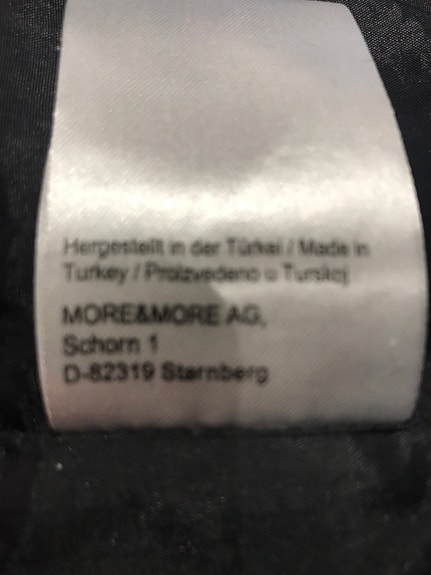 Hergestellt in der Türkei / Made in
Turkey / Proizvedeno u Turskoj
MORE&MORE AG,
Schorn 1
D-82319 Starnberg